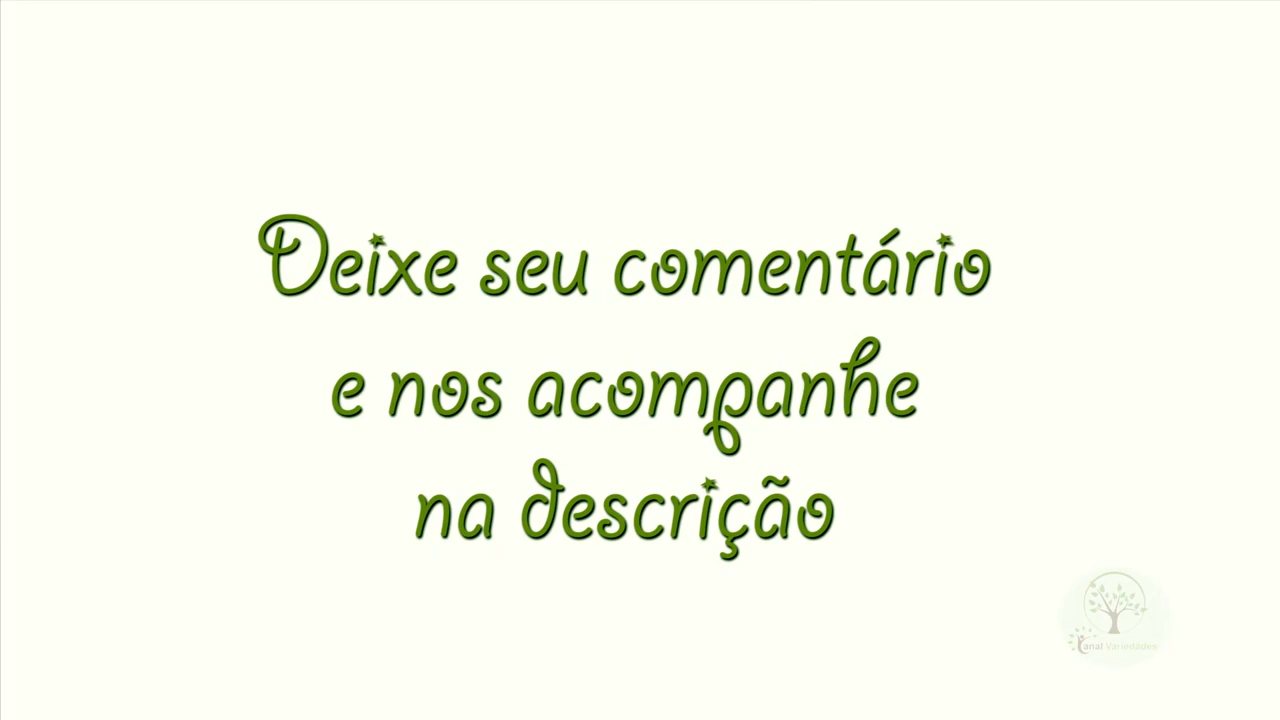 Deixe seu comentário
e nos acompanhe
na descrição
Canal Variedades